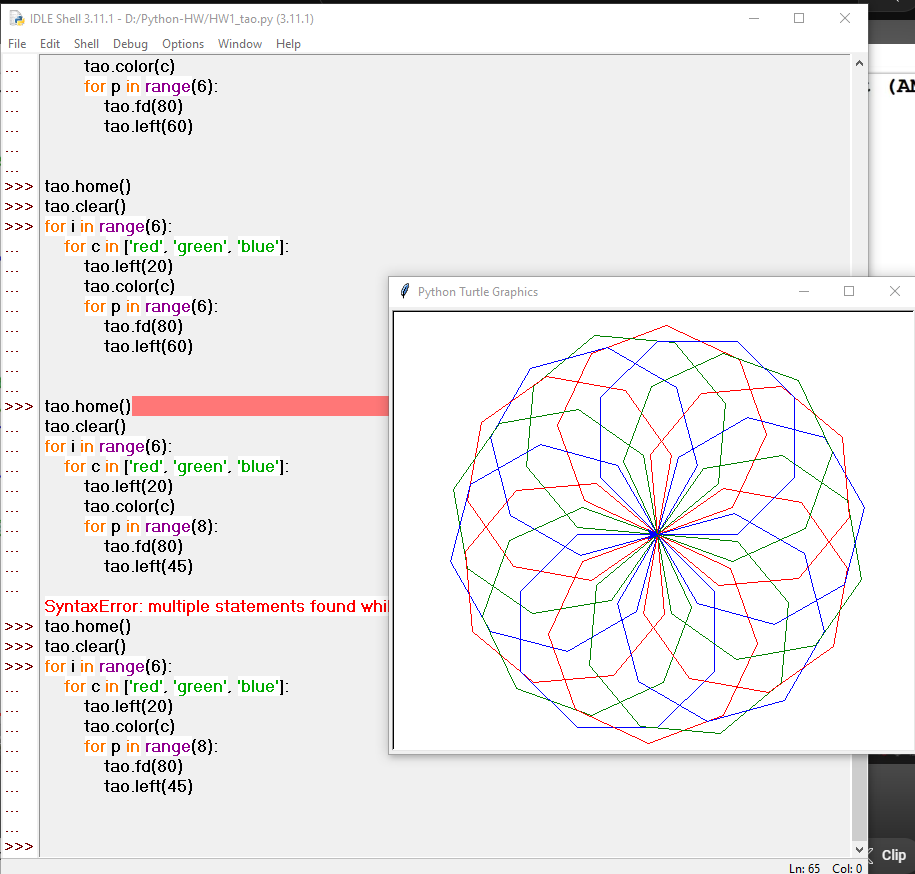 IDLE Shell 3.11.1 - D:/Python-HW/HW1_tao.py (3.11.1)
File Edit Shell Debug Options Window Help
... tao.color(c)
... for p in range(6):
... tao.fd(80)
... tao.left(60)
...
...
>>> tao.home()
>>> tao.clear()
>>> for i in range(6):
... for c in ['red', 'green', 'blue']:
... tao.left(20)
... tao.color(c)
... for p in range(6):
... tao.fd(80)
... tao.left(60)
...
...
>>> tao.home()
... tao.clear()
... for i in range(6):
... for c in ['red', 'green', 'blue']:
... tao.left(20)
... tao.color(c)
... for p in range(8):
... tao.fd(80)
... tao.left(45)
...
SyntaxError: multiple statements found whil
>>> tao.home()
>>> tao.clear()
>>> for i in range(6):
... for c in ['red', 'green', 'blue']:
... tao.left(20)
... tao.color(c)
... for p in range(8):
... tao.fd(80)
... tao.left(45)
...
...
>>>
Ln: 65 Col: 0
Python Turtle Graphics
(AN
Clip